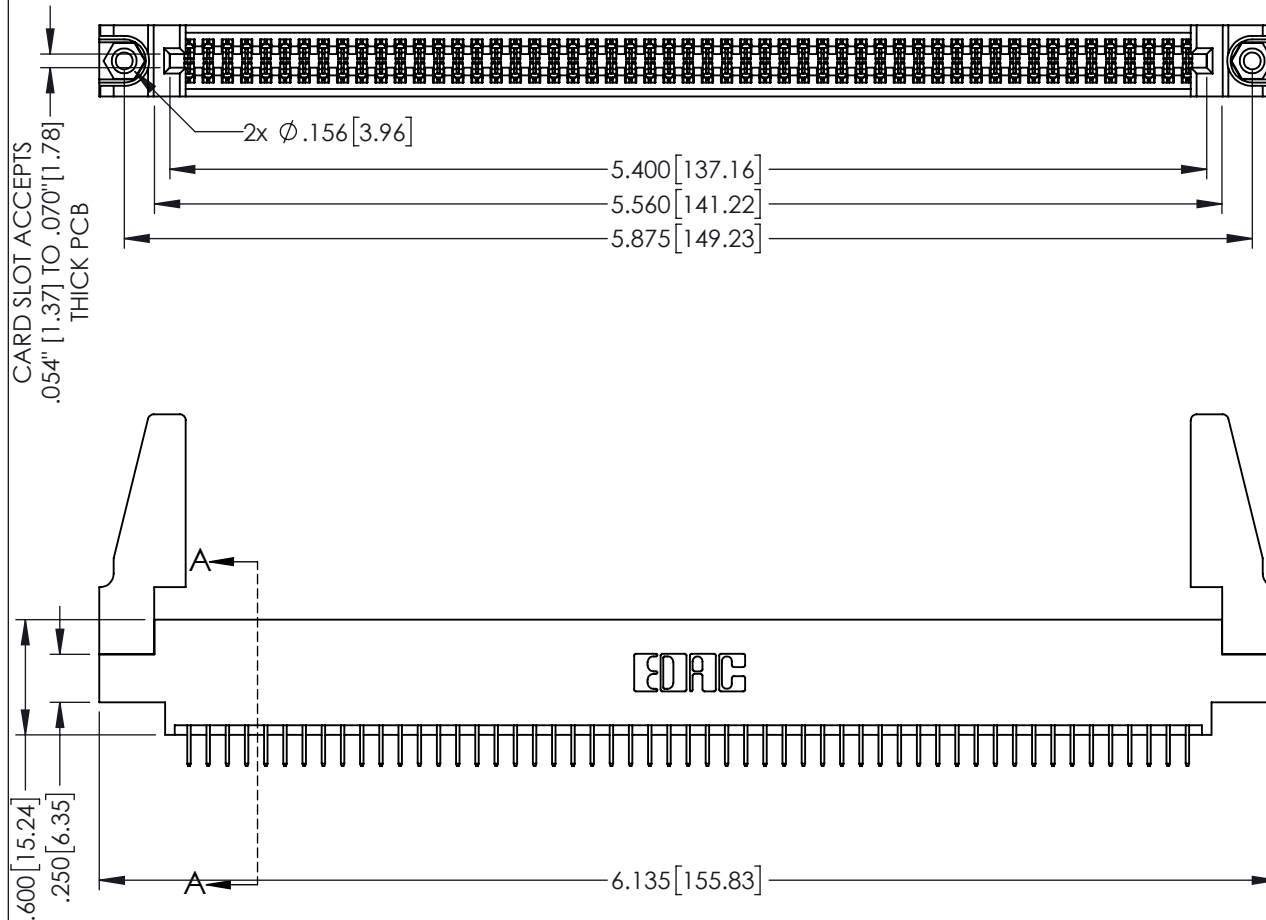 2x ∅.156[3.96]
5.400[137.16]
5.560[141.22]
5.875[149.23]
CARD SLOT ACCEPTS
.054" [1.37] TO .070"[1.78]
THICK PCB
A
EDAC
.600[15.24]
.250[6.35]
A
6.135[155.83]